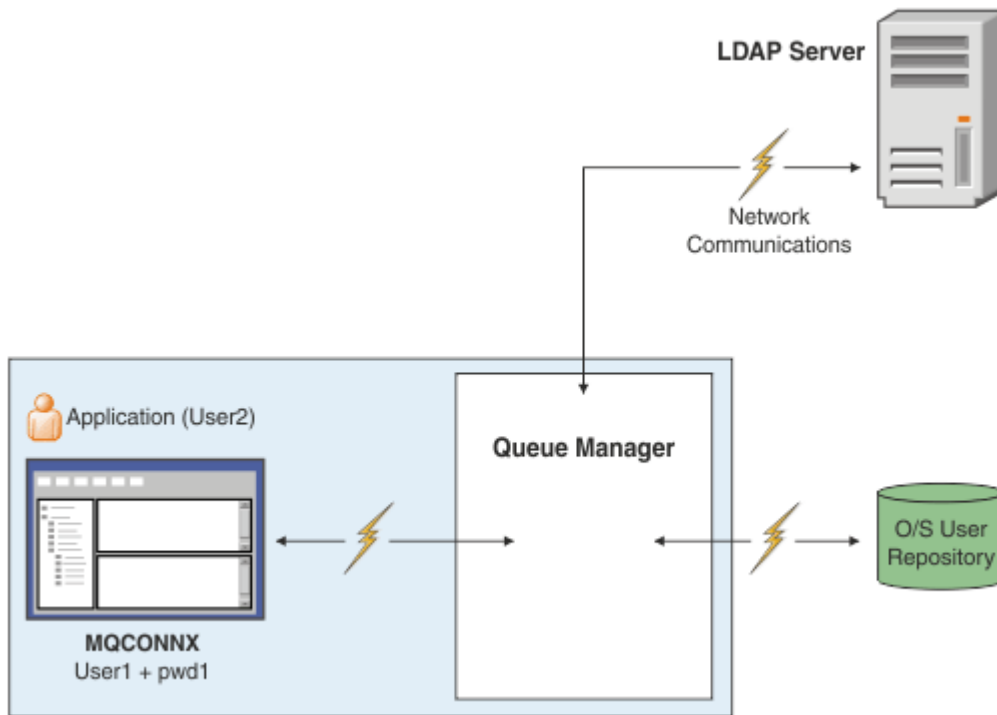 LDAP Server
Network
Communications
Application (User2)
Queue Manager
O/S User
Repository
MQCONNX
User1 + pwd1